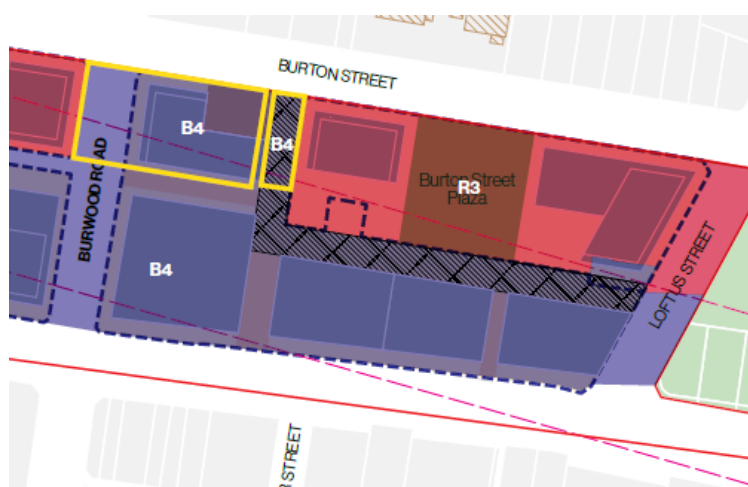 BURTON STREET
B4
B4
BURWOOD ROAD
Burton Street
Plaza
R3
B4
LOFTUS STREET
STREET